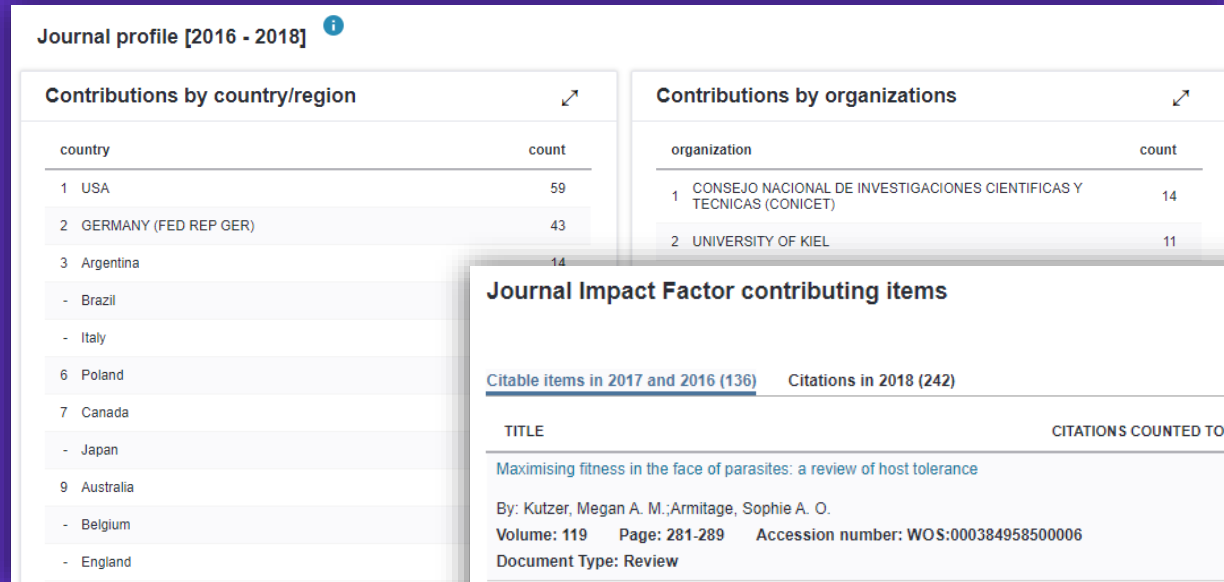 Journal profile [2016 - 2018] i
Contributions by country/region
country count
1 USA 59
2 GERMANY (FED REP GER) 43
3 Argentina 14
- Brazil
- Italy
6 Poland
7 Canada
- Japan
9 Australia
- Belgium
- England
Contributions by organizations
organization count
1 CONSEJO NACIONAL DE INVESTIGACIONES CIENTIFICAS Y
TECNICAS (CONICET) 14
2 UNIVERSITY OF KIEL 11
Journal Impact Factor contributing items
Citable items in 2017 and 2016 (136) Citations in 2018 (242)
TITLE CITATIONS COUNTED TO
Maximising fitness in the face of parasites: a review of host tolerance
By: Kutzer, Megan A. M.;Armitage, Sophie A. O.
Volume: 119 Page: 281-289 Accession number: WOS:000384958500006
Document Type: Review